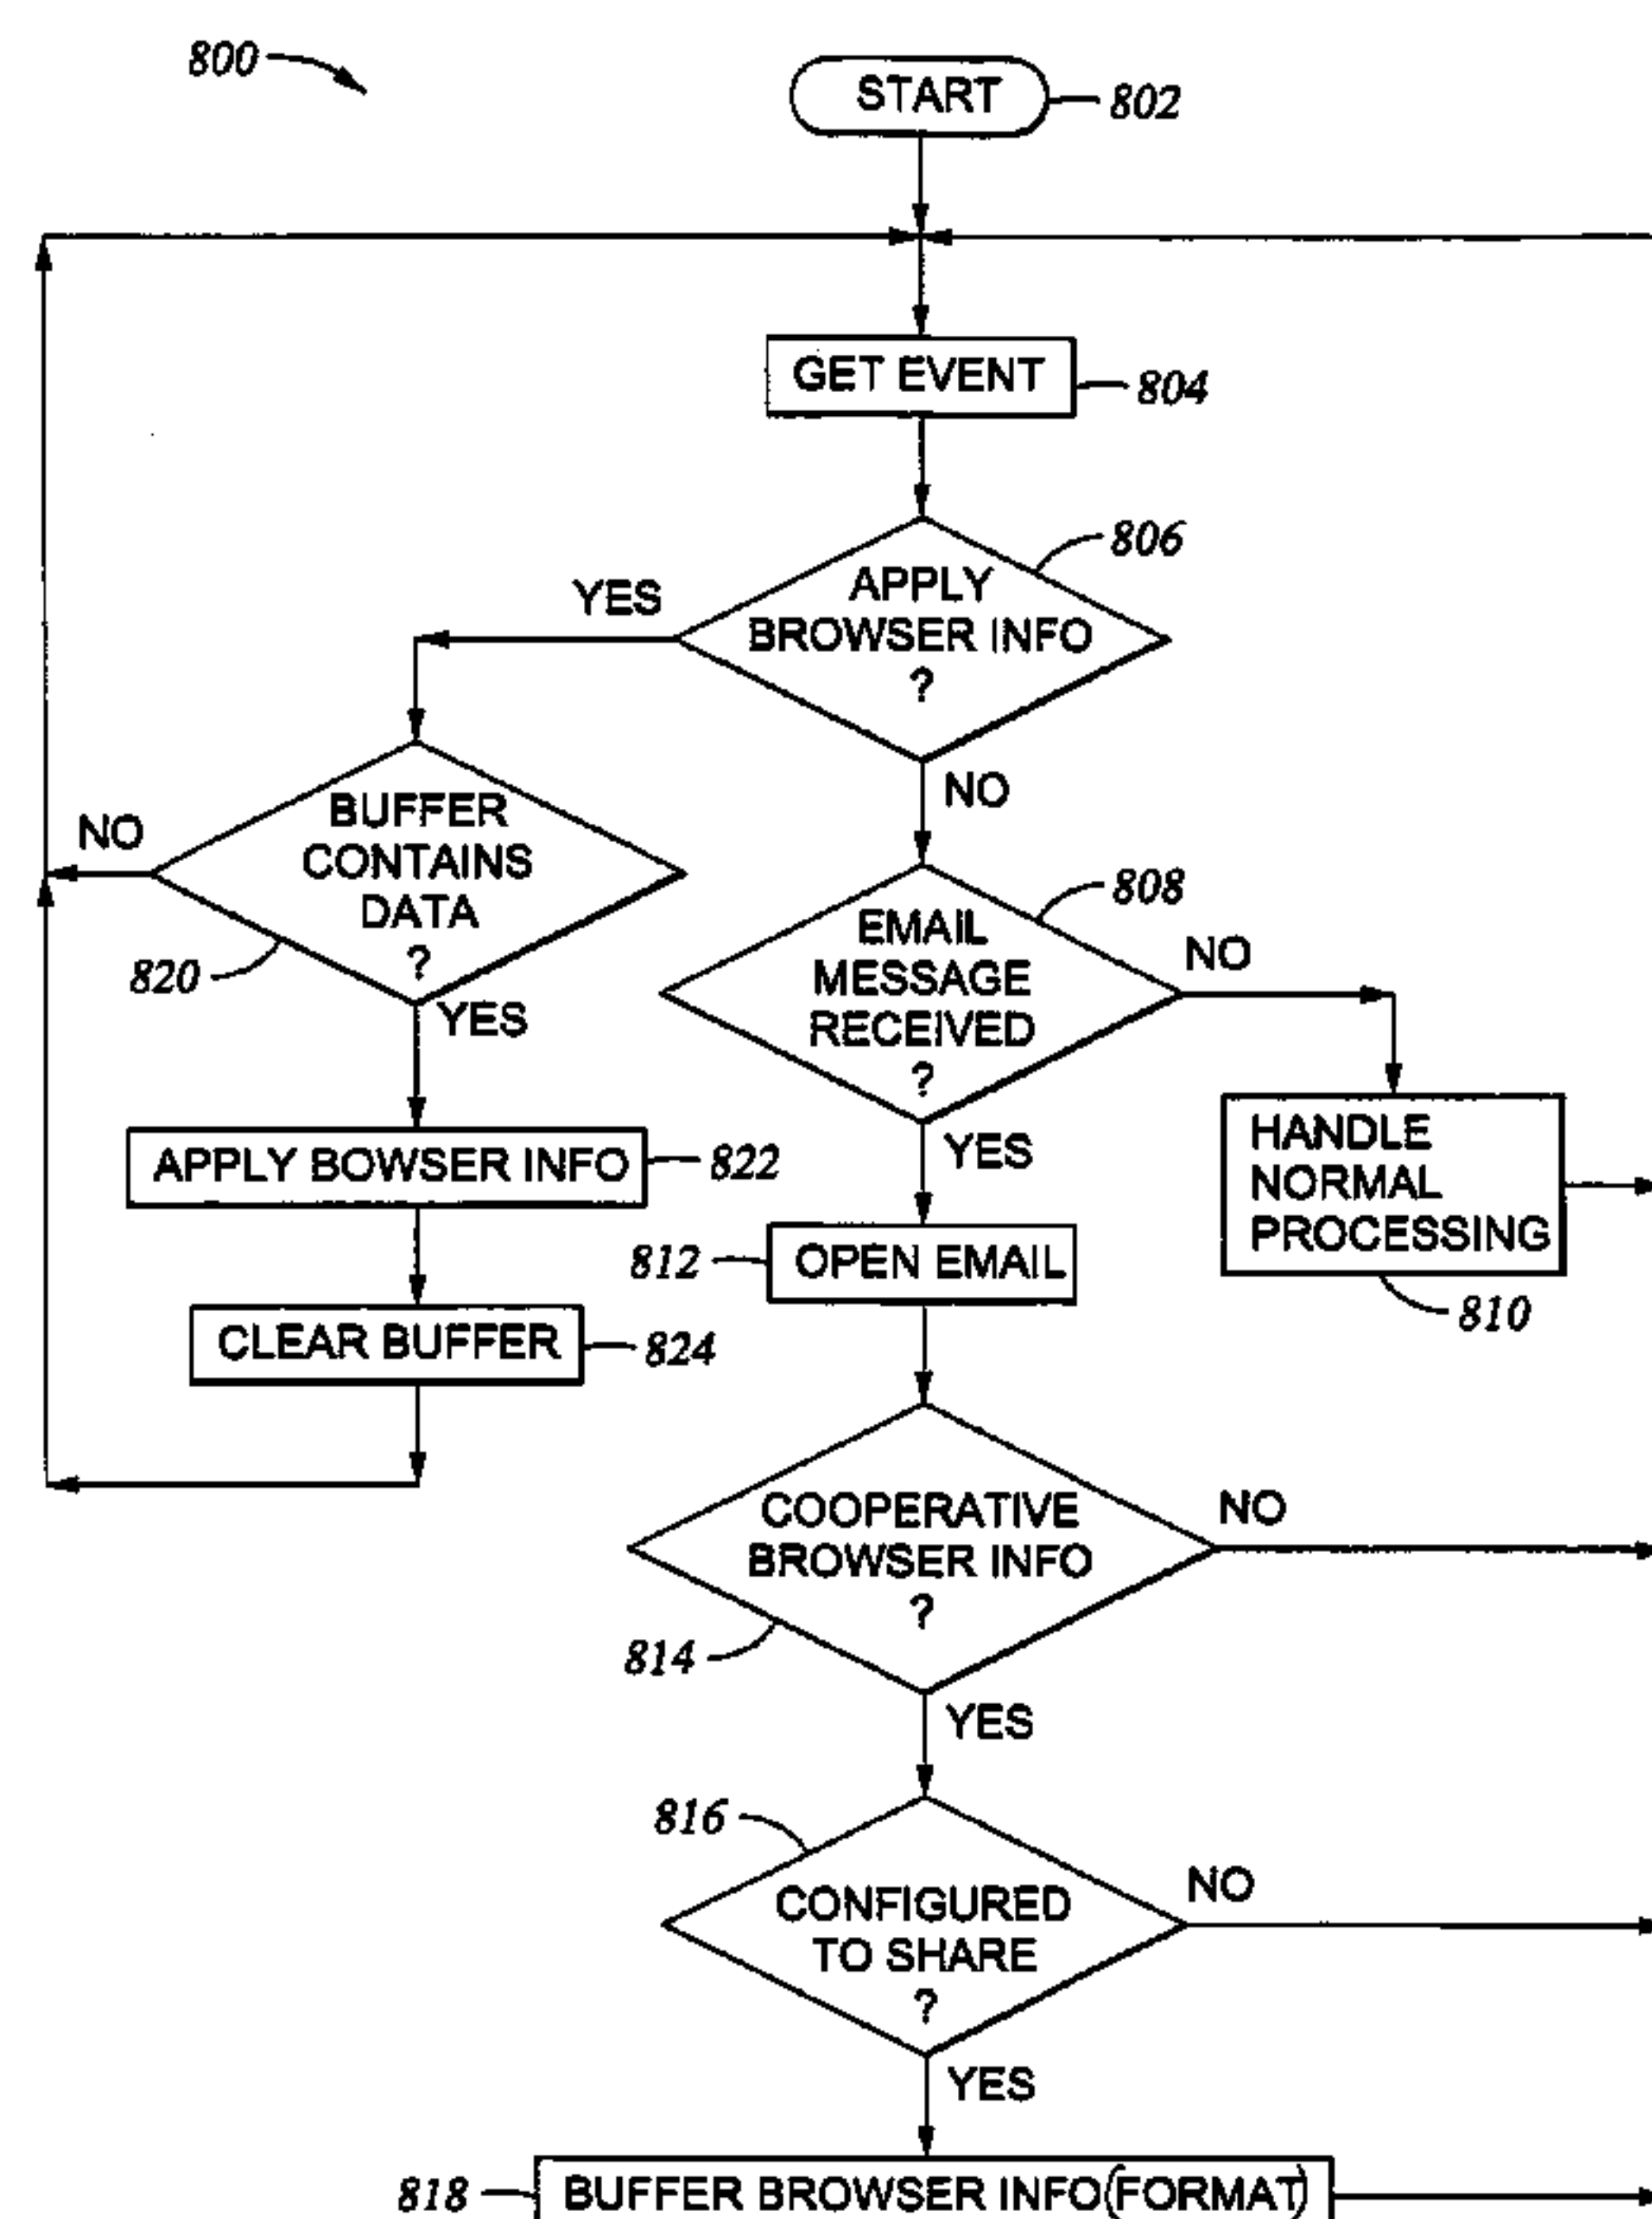 800
START
802
GET EVENT
804
806
APPLY
BROWSER INFO
?
YES
NO
BUFFER
CONTAINS
DATA
?
NO
820
YES
808
EMAIL
MESSAGE
RECEIVED
?
NO
YES
HANDLE
NORMAL
PROCESSING
810
APPLY BOWSER INFO
822
812
OPEN EMAIL
CLEAR BUFFER
824
COOPERATIVE
BROWSER INFO
?
NO
814
YES
816
CONFIGURED
TO SHARE
?
NO
YES
818
BUFFER BROWSER INFO(FORMAT)